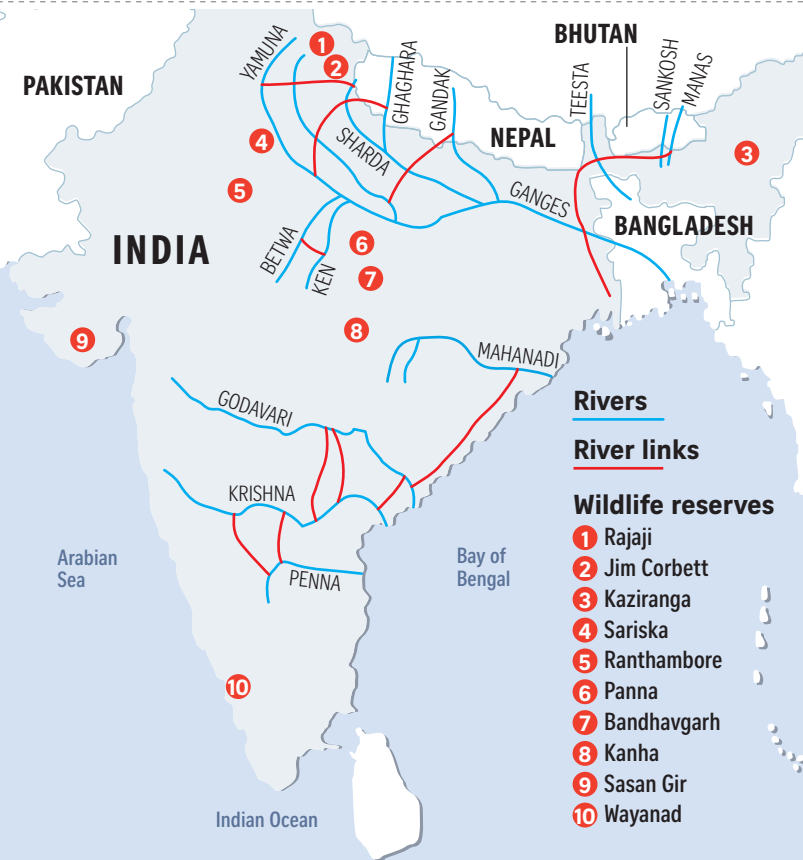 PAKISTAN
YAMUNA
1
2
GHAGHARA
GANDAK
BHUTAN
TEESTA
SANKOSH
MANAS
NEPAL
SHARDA
3
4
5
GANGES
BANGLADESH
INDIA
BETWA
KEN
6
7
8
9
MAHANADI
GODAVARI
KRISHNA
PENNA
Arabian
Sea
Bay of
Bengal
10
Indian Ocean
Rivers
River links
Wildlife reserves
1 Rajaji
2 Jim Corbett
3 Kaziranga
4 Sariska
5 Ranthambore
6 Panna
7 Bandhavgarh
8 Kanha
9 Sasan Gir
10 Wayanad